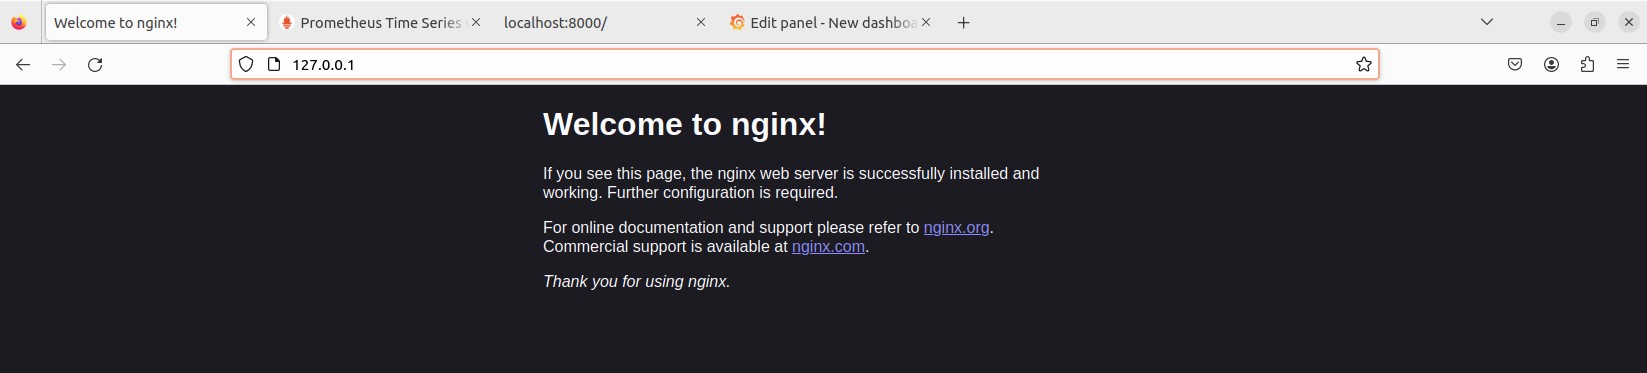 Welcome to nginx!
Prometheus Time Series
localhost:8000/
Edit panel - New dashboa
127.0.0.1
Welcome to nginx!
If you see this page, the nginx web server is successfully installed and
working. Further configuration is required.
For online documentation and support please refer to nginx.org.
Commercial support is available at nginx.com.
Thank you for using nginx.